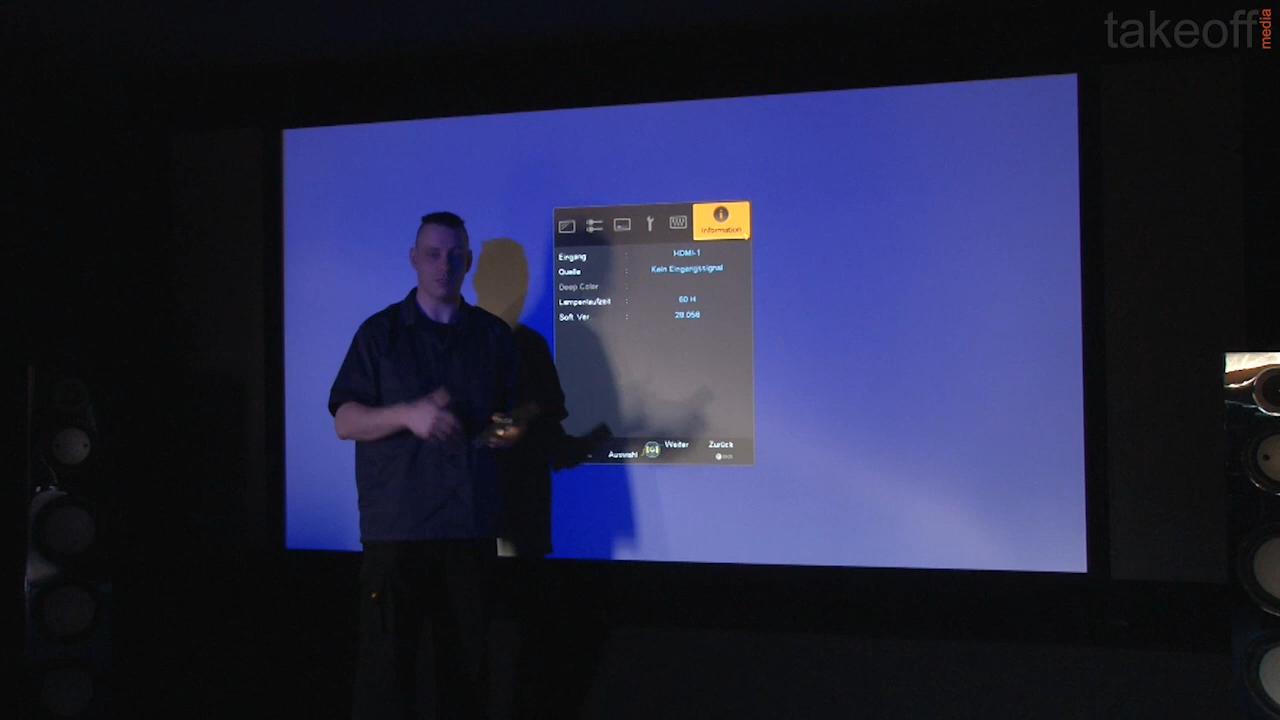 takeoff
media
Information
Eingang : HDMI-1
Quelle : Kein Eingangssignal
Deep Color :
Lampenlaufzeit : 60 H
Soft Ver. : 28.056
Auswahl Weiter Zurück